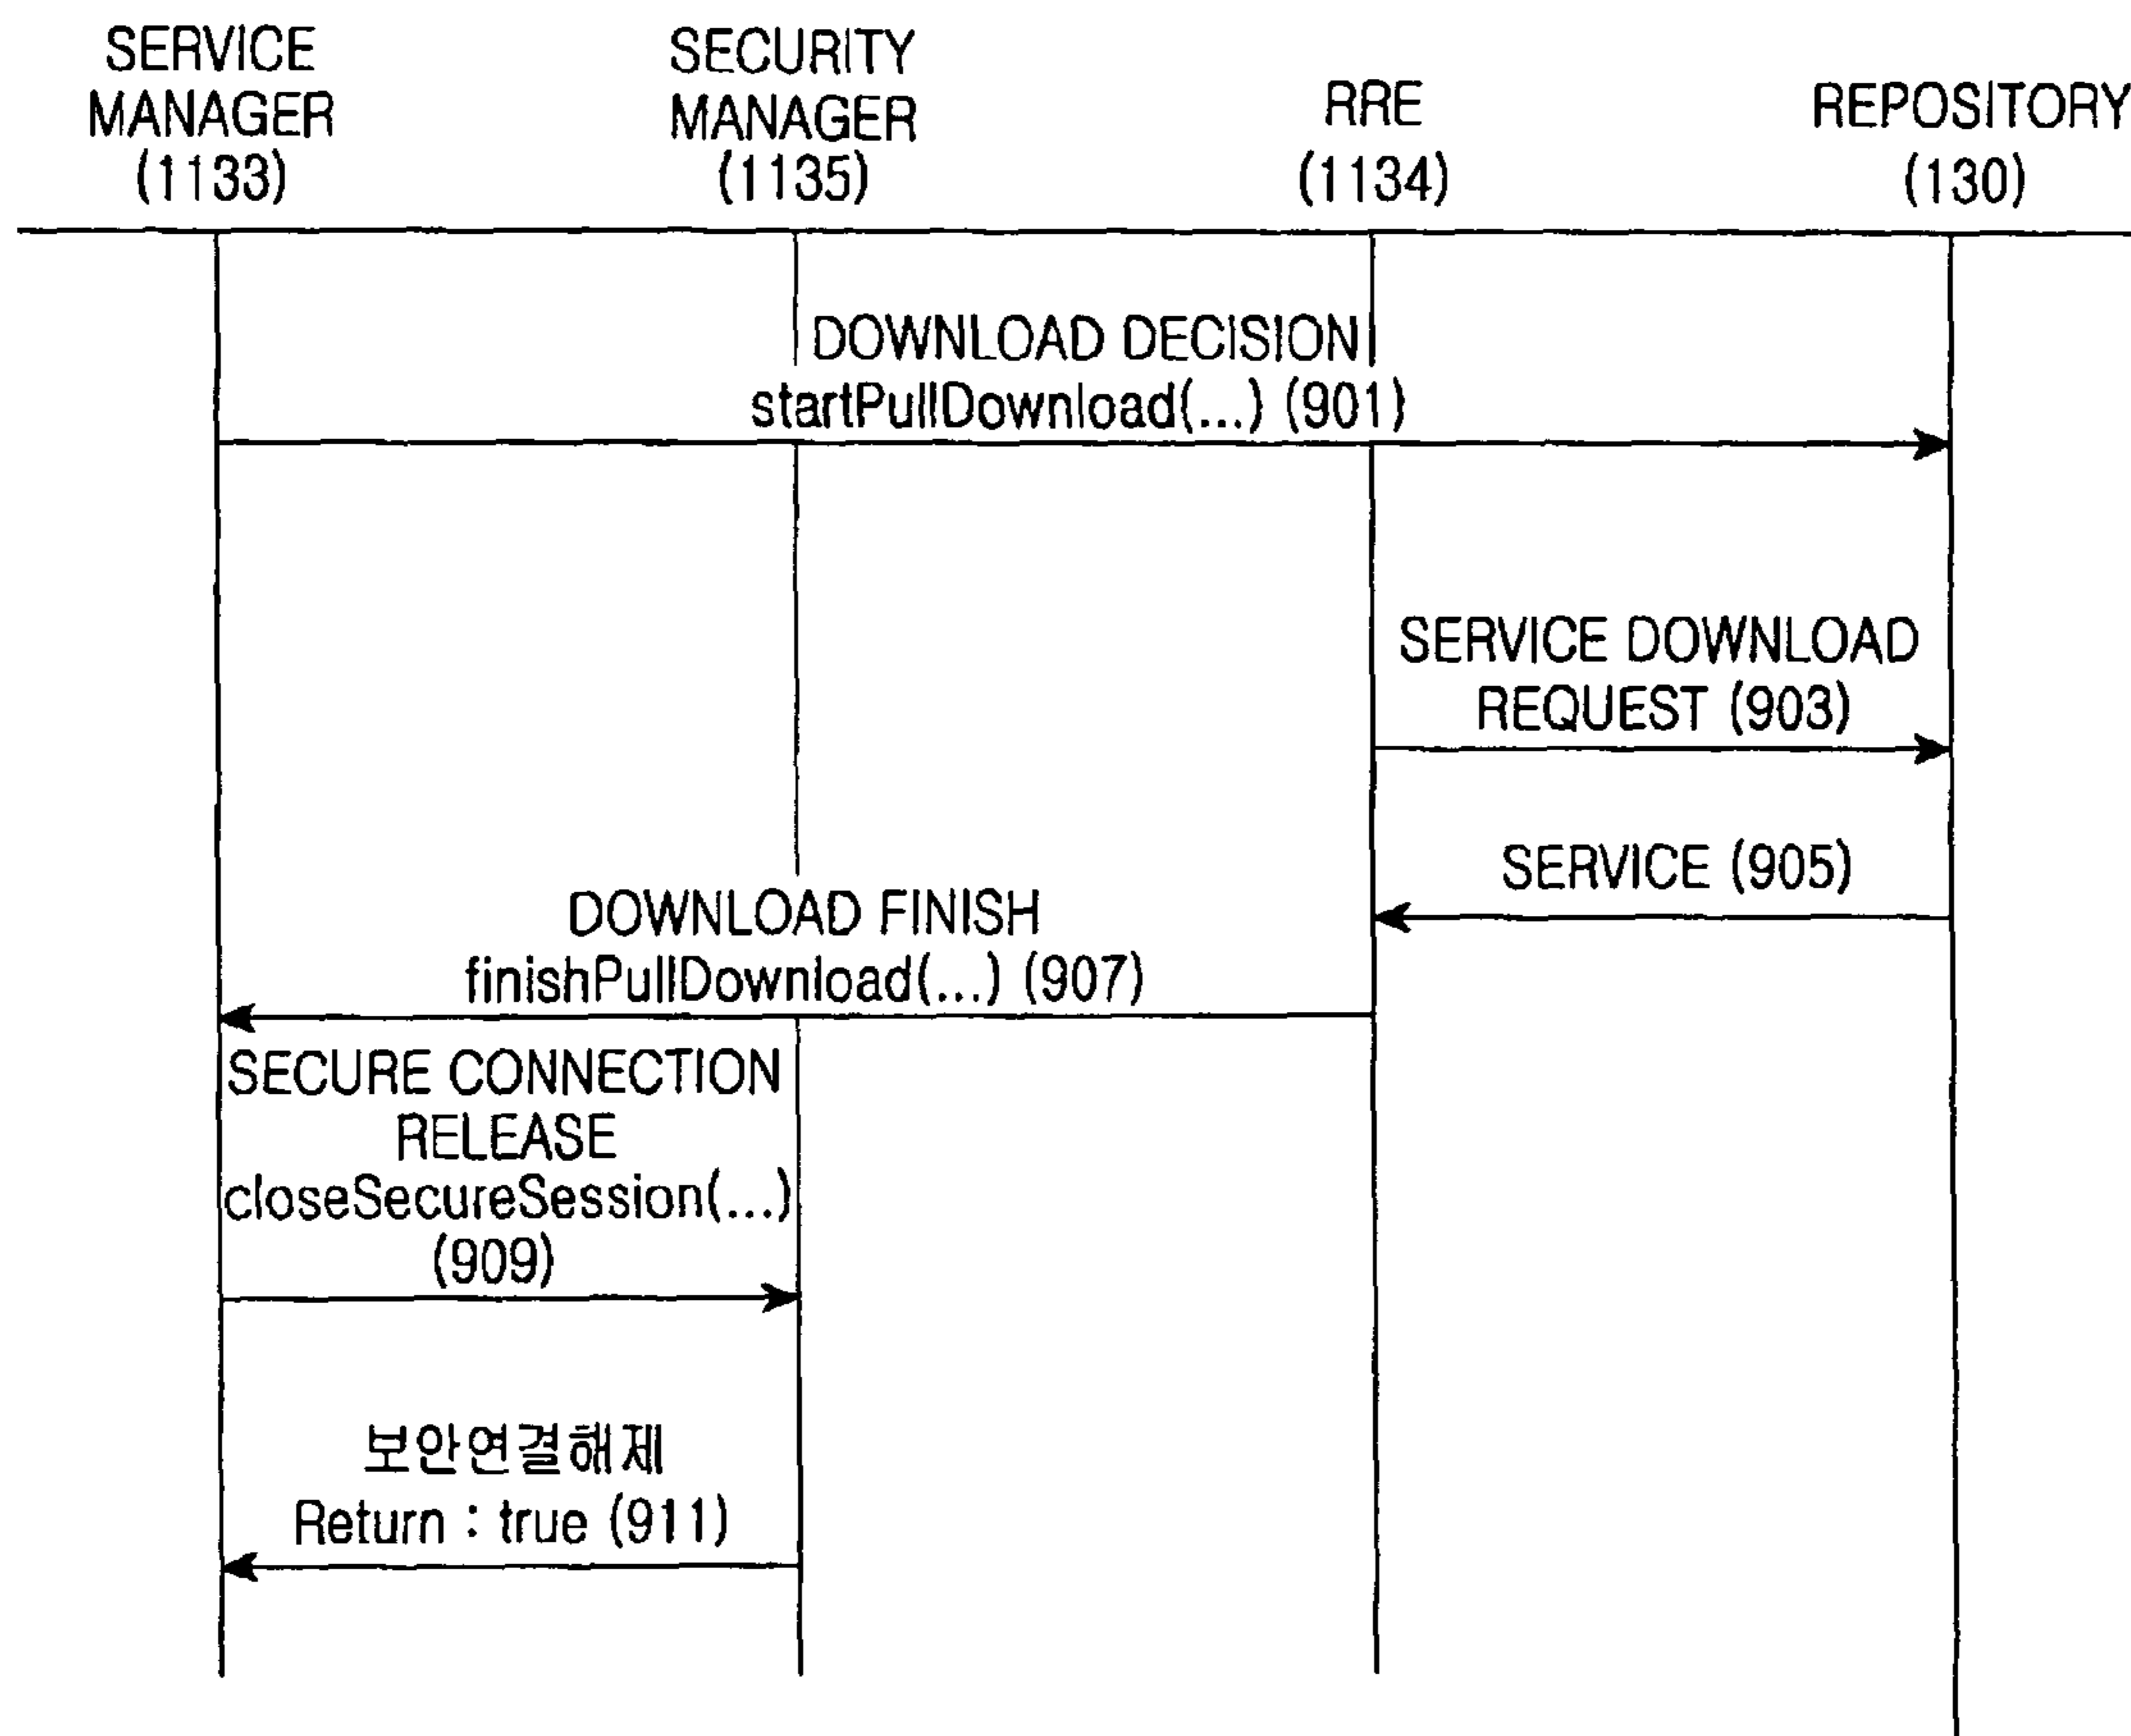 SERVICE
MANAGER
(1133)
SECURITY
MANAGER
(1135)
RRE
(1134)
REPOSITORY
(130)
DOWNLOAD DECISION
startPullDownload(...) (901)
SERVICE DOWNLOAD
REQUEST (903)
SERVICE (905)
DOWNLOAD FINISH
finishPullDownload(...) (907)
SECURE CONNECTION
RELEASE
closeSecureSession(...)
(909)
보안연결해제
Return : true (911)